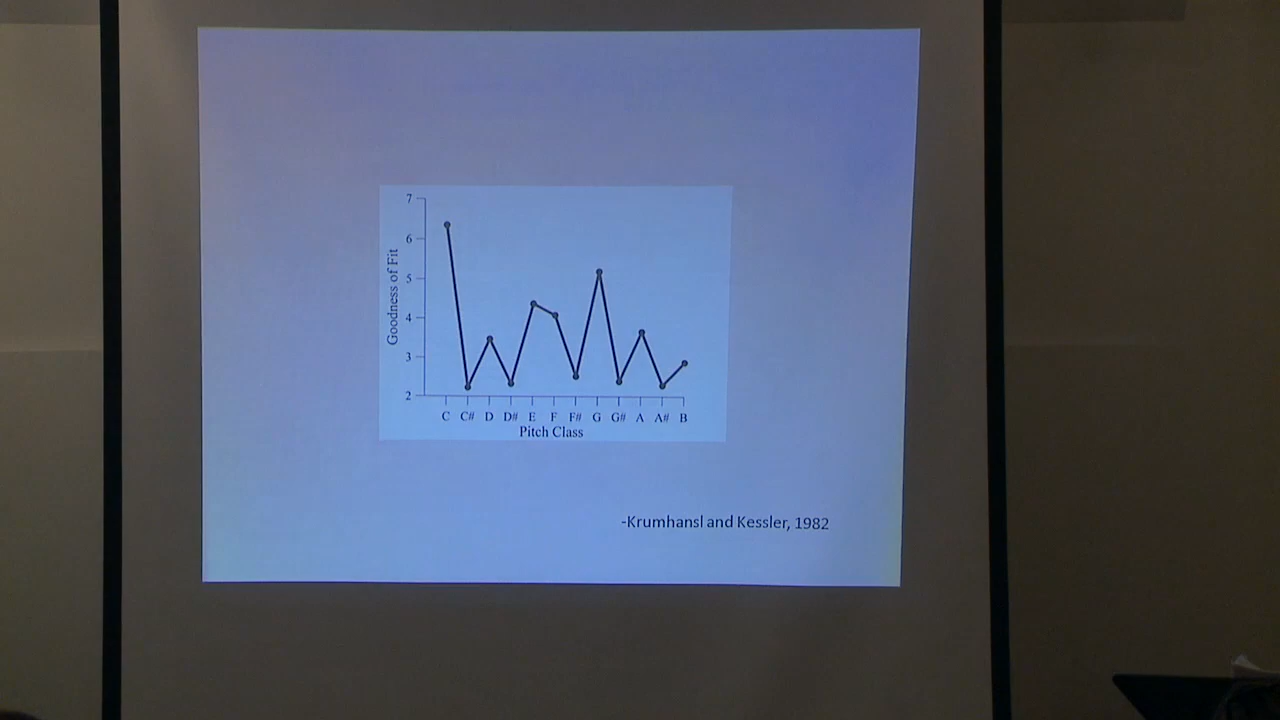 7
6
5
4
3
2
Goodness of Fit
C C# D D# E F F# G G# A A# B
Pitch Class
-Krumhansl and Kessler, 1982